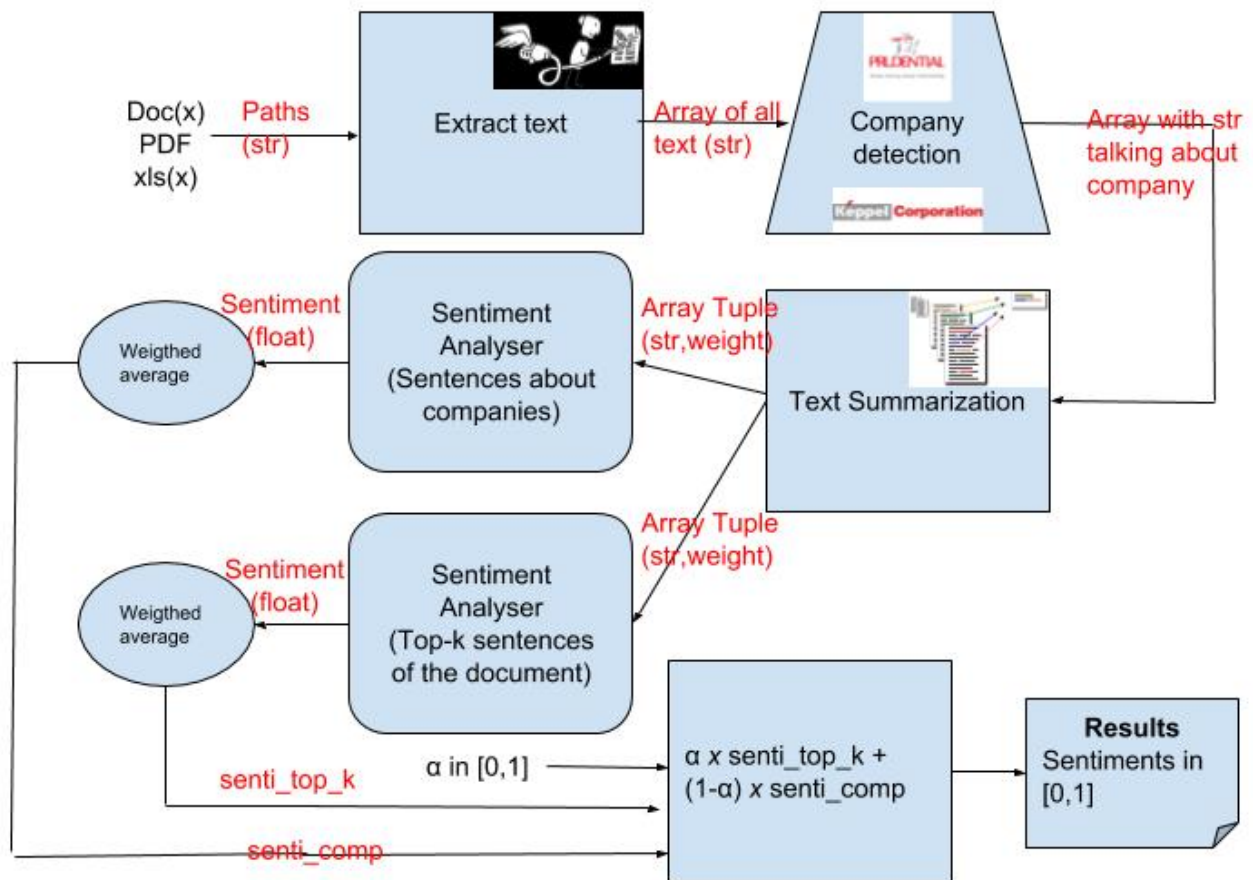 Doc(x)
PDF
xls(x)
Paths
(str)
Extract text
Array of all
text (str)
PRUDENTIAL
Company
detection
Keppel Corporation
Array with str
talking about
company
Text Summarization
Array Tuple
(str,weight)
Sentiment
Analyser
(Sentences about
companies)
Sentiment
(float)
Weigthed
average
Array Tuple
(str,weight)
Sentiment
Analyser
(Top-k sentences
of the document)
Sentiment
(float)
Weigthed
average
senti_top_k
senti_comp
α in [0,1]
α x senti_top_k +
(1-α) x senti_comp
Results
Sentiments in
[0,1]